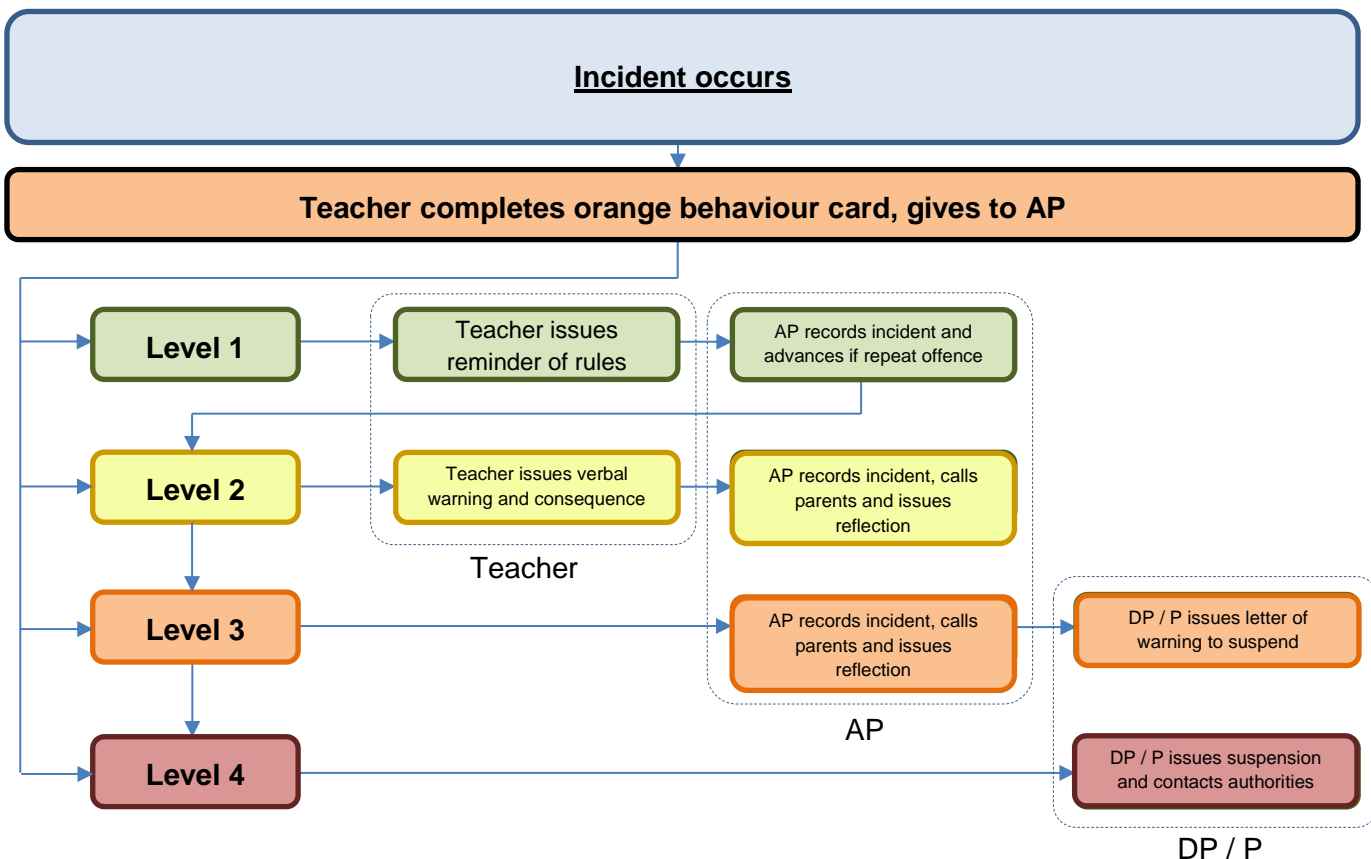 Incident occurs
Teacher completes orange behaviour card, gives to AP
Level 1
Teacher issues
reminder of rules
AP records incident and
advances if repeat offence
Level 2
Teacher issues verbal
warning and consequence
AP records incident, calls
parents and issues
reflection
Teacher
Level 3
AP records incident, calls
parents and issues
reflection
DP / P issues letter of
warning to suspend
AP
Level 4
DP / P issues suspension
and contacts authorities
DP / P